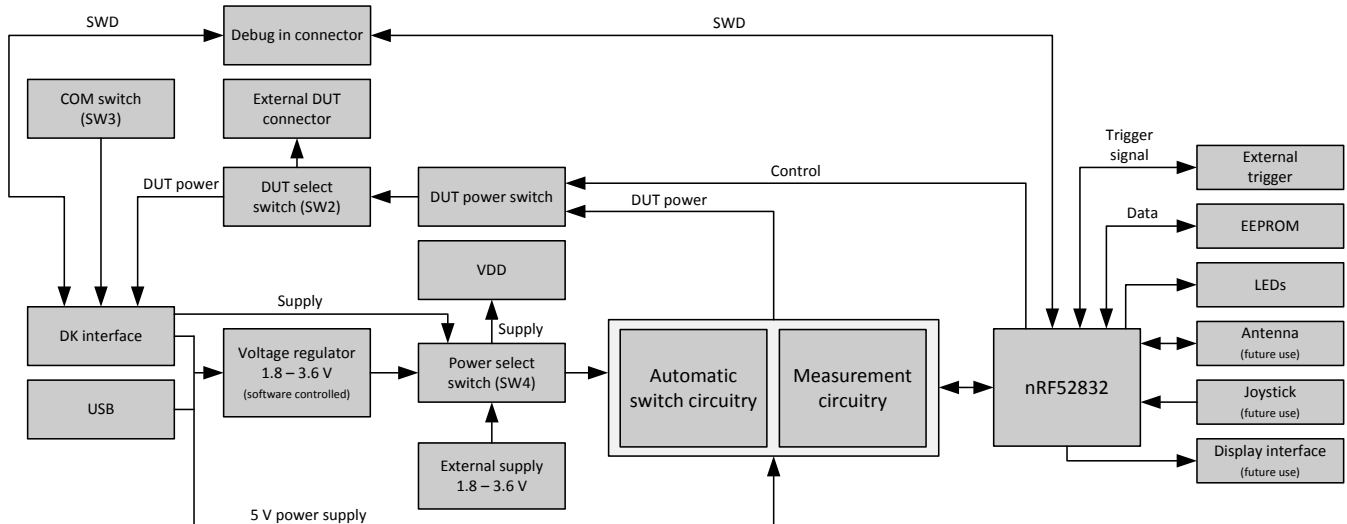 SWD
SWD
Debug in connector
COM switch
(SW3)
External DUT
connector
Trigger
signal
External
trigger
DUT power
DUT select
switch (SW2)
DUT power switch
Control
DUT power
Data
EEPROM
VDD
LEDs
Supply
DK interface
Supply
Voltage regulator
1.8 – 3.6 V
(software controlled)
Power select
switch (SW4)
Automatic
switch circuitry
Measurement
circuitry
nRF52832
Antenna
(future use)
USB
Joystick
(future use)
External supply
1.8 – 3.6 V
Display interface
(future use)
5 V power supply